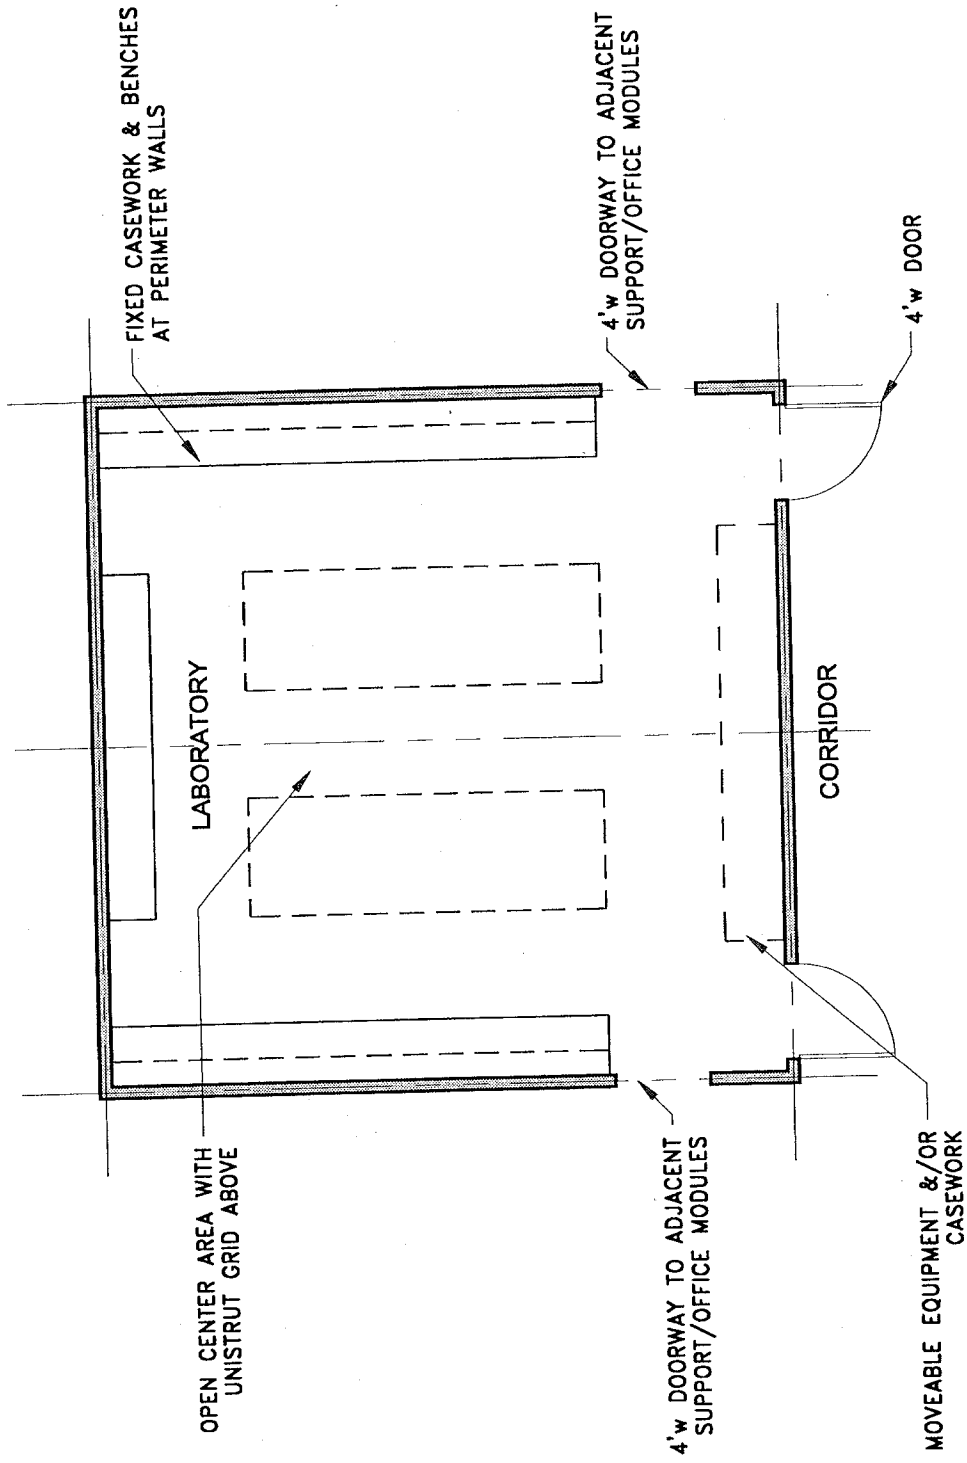 FIXED CASEWORK & BENCHES
AT PERIMETER WALLS
4'w DOORWAY TO ADJACENT
SUPPORT/OFFICE MODULES
4'w DOOR
LABORATORY
CORRIDOR
OPEN CENTER AREA WITH
UNISTRUT GRID ABOVE
4'w DOORWAY TO ADJACENT
SUPPORT/OFFICE MODULES
MOVEABLE EQUIPMENT &/OR
CASEWORK